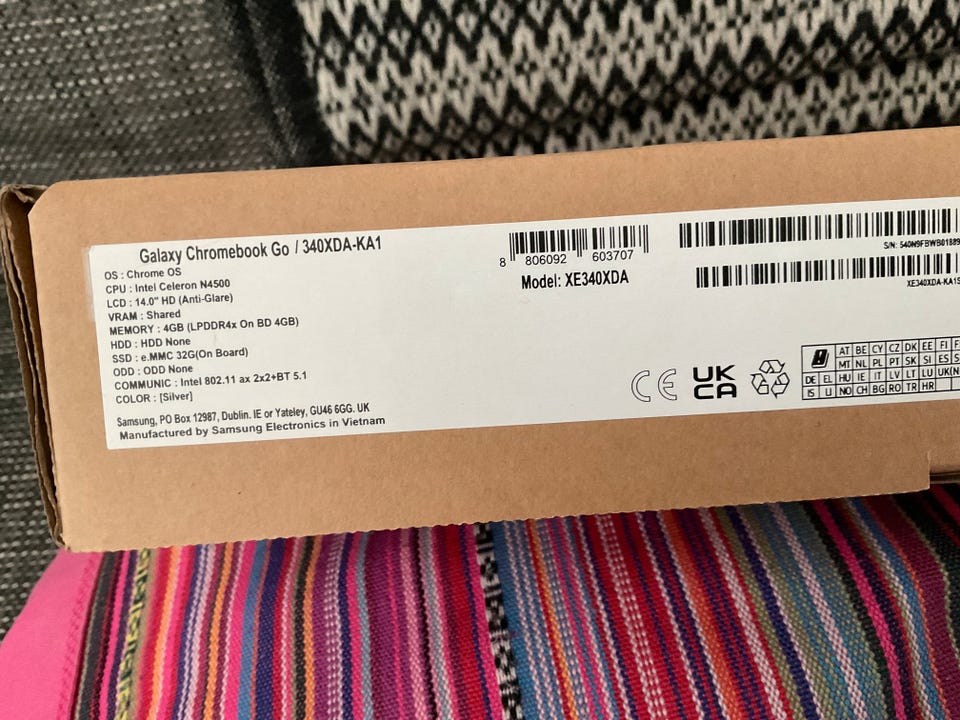 Galaxy Chromebook Go / 340XDA-KA1
OS : Chrome OS
CPU : Intel Celeron N4500
LCD : 14.0" HD (Anti-Glare)
VRAM : Shared
MEMORY : 4GB (LPDDR4x On BD 4GB)
HDD : HDD None
SSD : e.MMC 32G(On Board)
ODD : ODD None
COMMUNIC : Intel 802.11 ax 2x2+BT 5.1
COLOR : [Silver]
Samsung, PO Box 12987, Dublin. IE or Yateley, GU46 6GG. UK
Manufactured by Samsung Electronics in Vietnam
8 806092 603707
Model: XE340XDA
S/N: 540N9FBWB01889
XE340XDA-KA1S
CE
UK
CA
AT BE CY CZ DK EE FI
MT NL PL PT SK SI ES
DE EL HU IE IT LV LT LU
IS LI NO CH BG RO TR HR